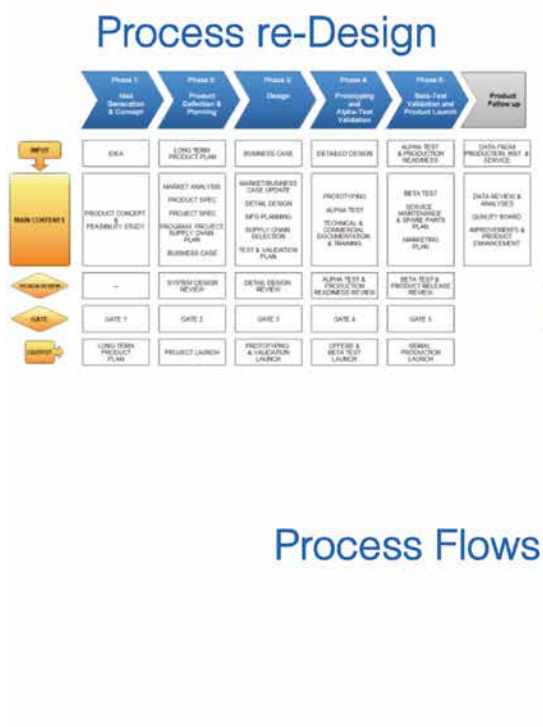 Process re-Design
Phase 1:
Idea
Generation
& Concept
Phase 2:
Product
Definition &
Planning
Phase 3:
Design
Phase 4:
Prototyping
and
Alpha-Test
Validation
Phase 5:
Beta-Test
Validation and
Product Launch
Product
Follow-up
INPUT
IDEA
LONG TERM
PRODUCT PLAN
BUSINESS CASE
DETAILED DESIGN
ALPHA TEST
& PRODUCTION
READINESS
DATA FROM
PRODUCTION, INST. &
SERVICE
MAIN CONTENTS
PRODUCT CONCEPT
&
FEASIBILITY STUDY
MARKET ANALYSIS
PRODUCT SPEC
PROJECT SPEC
PROGRAM, PROJECT,
SUPPLY CHAIN
PLAN
BUSINESS CASE
MARKET/BUSINESS
CASE UPDATE
DETAIL DESIGN
MFG PLANNING
SUPPLY CHAIN
SELECTION
TEST & VALIDATION
PLAN
PROTOTYPING
ALPHA TEST
TECHNICAL &
COMMERCIAL
DOCUMENTATION
& TRAINING
BETA TEST
SERVICE,
MAINTENANCE
& SPARE PARTS
PLAN
MARKETING
PLAN
DATA REVIEW &
ANALYSES
QUALITY BOARD
IMPROVEMENTS &
PRODUCT
ENHANCEMENT
DESIGN REVIEW
--
SYSTEM DESIGN
REVIEW
DETAIL DESIGN
REVIEW
ALPHA TEST &
PRODUCTION
READINESS REVIEW
BETA TEST &
PRODUCT RELEASE
REVIEW
GATE
GATE 1
GATE 2
GATE 3
GATE 4
GATE 5
OUTPUT
LONG TERM
PRODUCT
PLAN
PROJECT LAUNCH
PROTOTYPING
& VALIDATION
LAUNCH
OFFERS &
BETA TEST
LAUNCH
SERIAL
PRODUCTION
LAUNCH
Process Flows